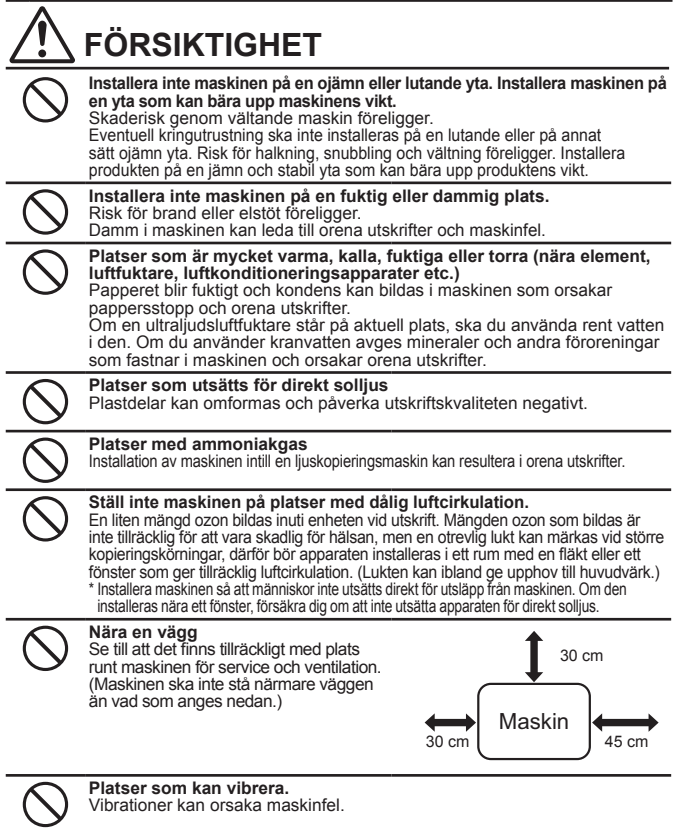 FÖRSIKTIGHET
Installera inte maskinen på en ojämn eller lutande yta. Installera maskinen på
en yta som kan bära upp maskinens vikt.
Skaderisk genom vältande maskin föreligger.
Eventuell kringutrustning ska inte installeras på en lutande eller på annat
sätt ojämn yta. Risk för halkning, snubbling och vältning föreligger. Installera
produkten på en jämn och stabil yta som kan bära upp produktens vikt.
Installera inte maskinen på en fuktig eller dammig plats.
Risk för brand eller elstöt föreligger.
Damm i maskinen kan leda till orena utskrifter och maskinfel.
Platser som är mycket varma, kalla, fuktiga eller torra (nära element,
luftfuktare, luftkonditioneringsapparater etc.)
Papperet blir fuktigt och kondens kan bildas i maskinen som orsakar
pappersstopp och orena utskrifter.
Om en ultraljudsluftfuktare står på aktuell plats, ska du använda rent vatten
i den. Om du använder kranvatten avges mineraler och andra föroreningar
som fastnar i maskinen och orsakar orena utskrifter.
Platser som utsätts för direkt solljus
Plastdelar kan omformas och påverka utskriftskvaliteten negativt.
Platser med ammoniakgas
Installation av maskinen intill en ljuskopieringsmaskin kan resultera i orena utskrifter.
Ställ inte maskinen på platser med dålig luftcirkulation.
En liten mängd ozon bildas inuti enheten vid utskrift. Mängden ozon som bildas är
inte tillräcklig för att vara skadlig för hälsan, men en otrevlig lukt kan märkas vid större
kopieringskörningar, därför bör apparaten installeras i ett rum med en fläkt eller ett
fönster som ger tillräcklig luftcirkulation. (Lukten kan ibland ge upphov till huvudvärk.)
* Installera maskinen så att människor inte utsätts direkt för utsläpp från maskinen. Om den
installeras nära ett fönster, försäkra dig om att inte utsätta apparaten för direkt solljus.
Nära en vägg
Se till att det finns tillräckligt med plats
runt maskinen för service och ventilation.
(Maskinen ska inte stå närmare väggen
än vad som anges nedan.)
30 cm
Maskin
30 cm
45 cm
Platser som kan vibrera.
Vibrationer kan orsaka maskinfel.